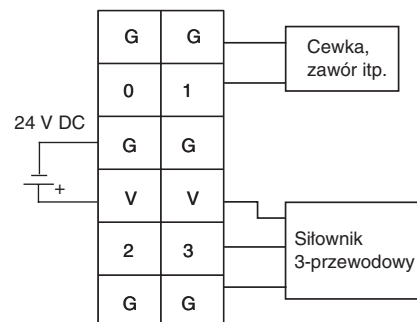 G G
Cewka,
zawór itp.
0 1
24 V DC
G G
+
V V
Siłownik
3-przewodowy
2 3
G G